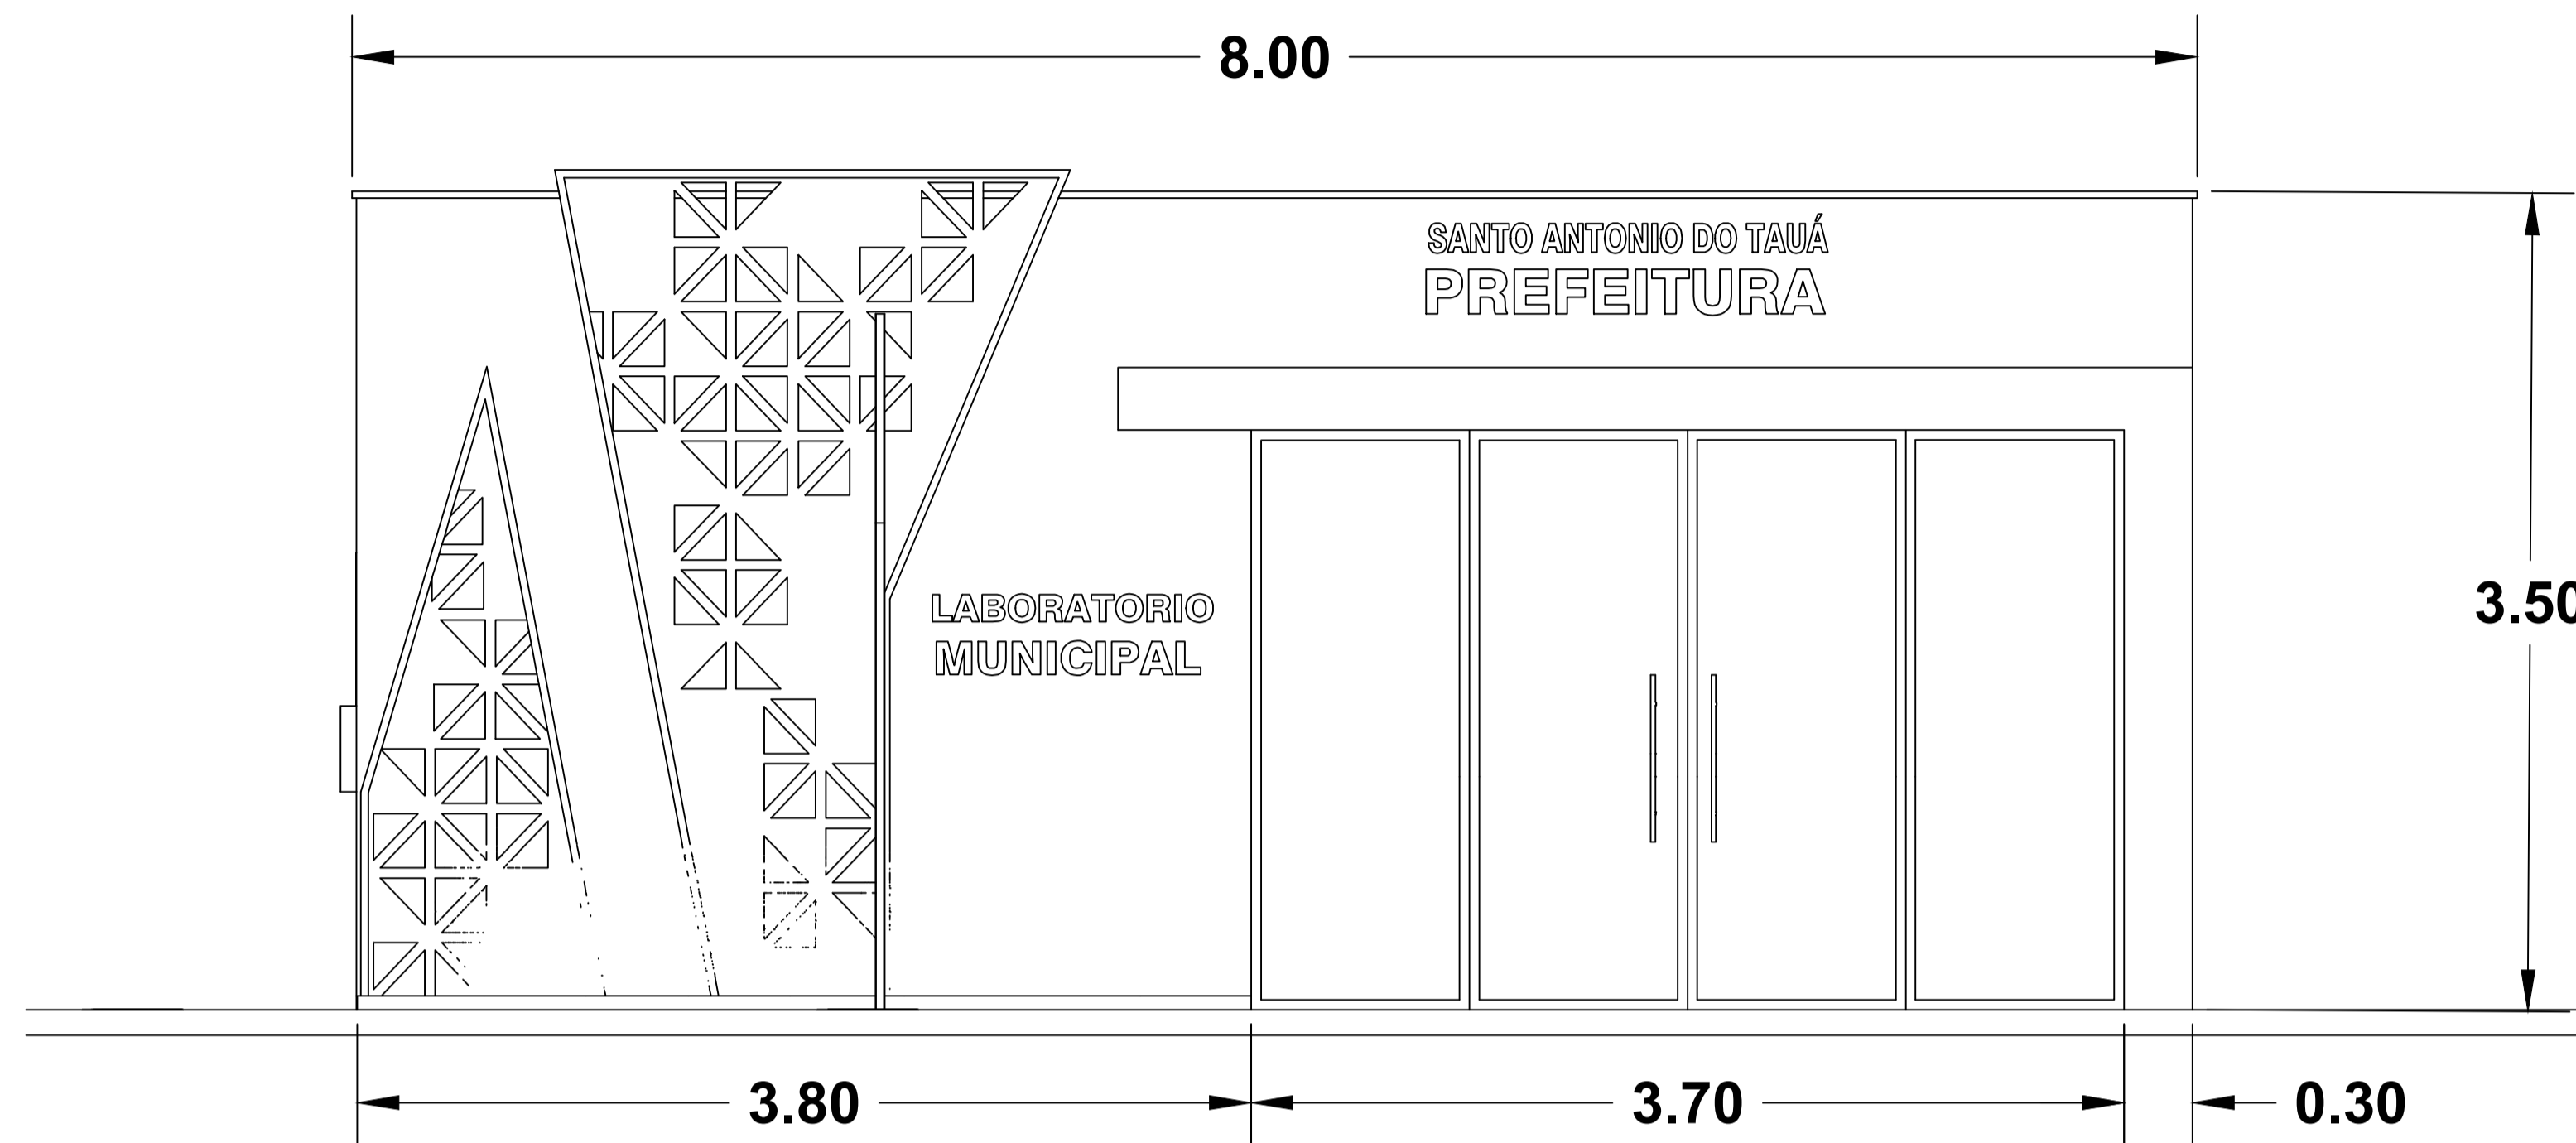 8.00
SANTO ANTONIO DO TAUÁ
PREFEITURA
3.50
LABORATORIO
MUNICIPAL
3.80
3.70
0.30